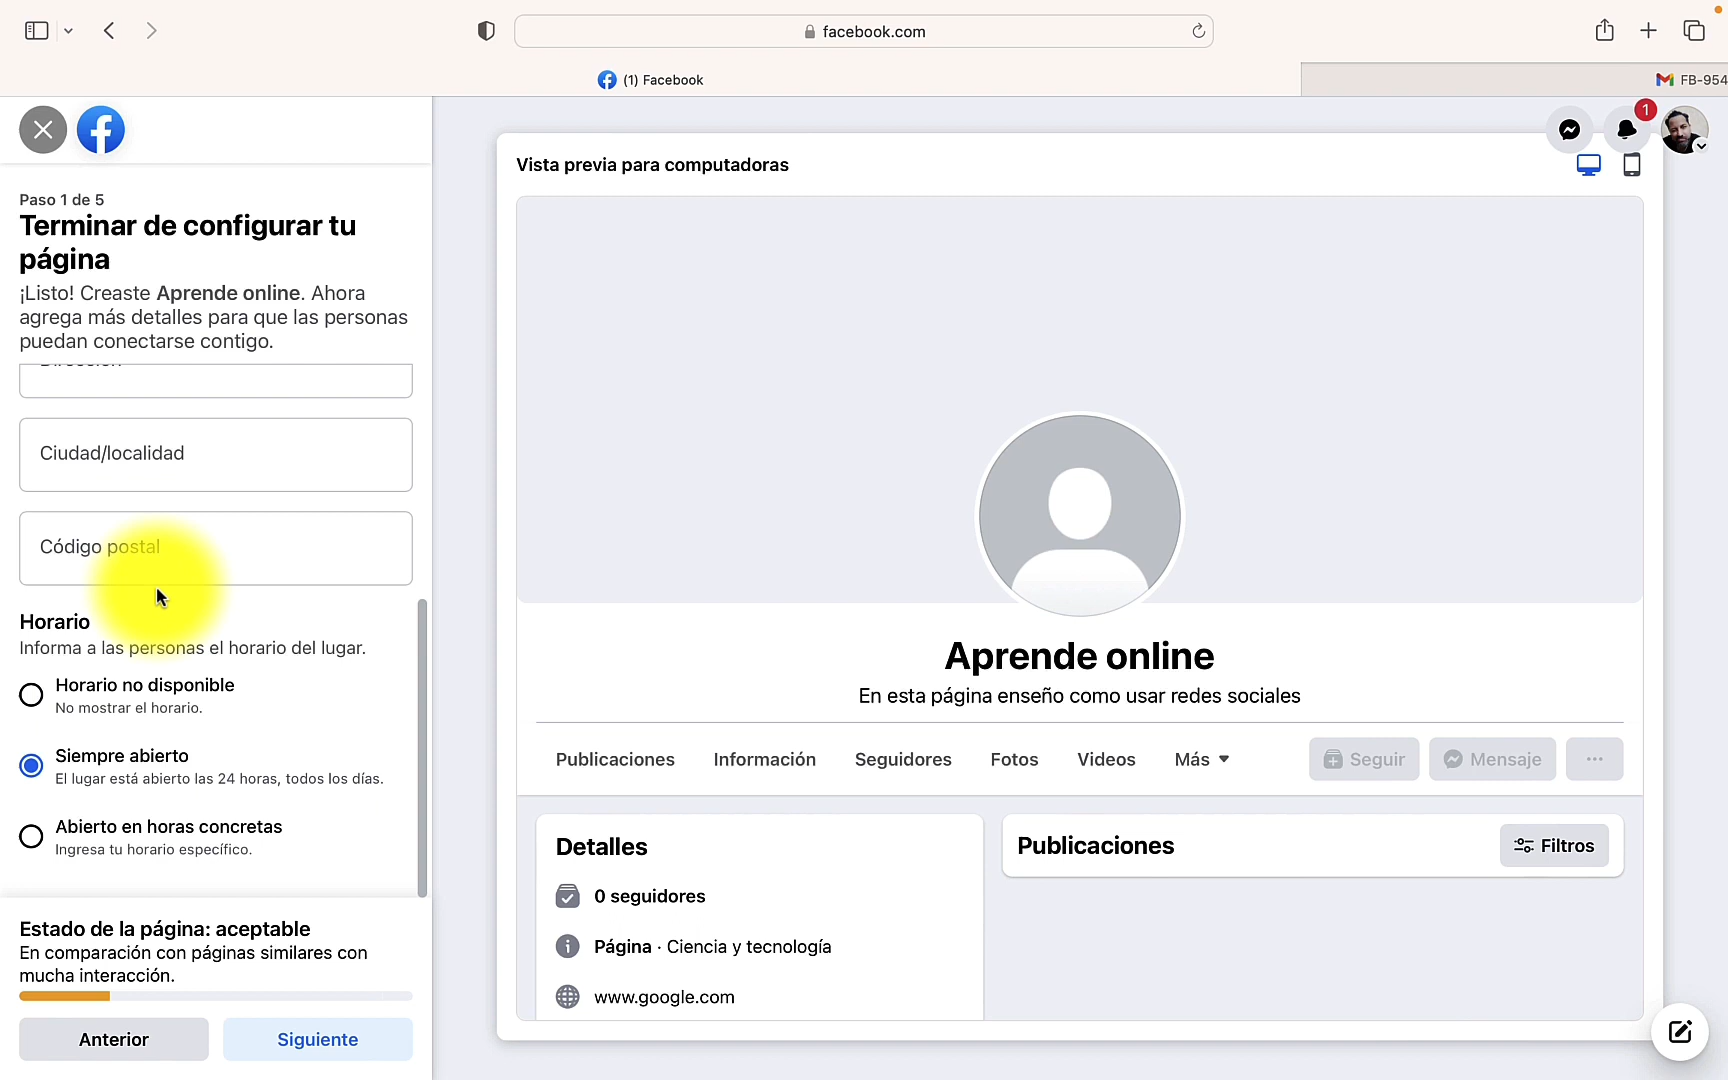 facebook.com
(1) Facebook
FB-954
1
Paso 1 de 5
Terminar de configurar tu
página
¡Listo! Creaste Aprende online. Ahora
agrega más detalles para que las personas
puedan conectarse contigo.
Ciudad/localidad
Código postal
Horario
Informa a las personas el horario del lugar.
Horario no disponible
No mostrar el horario.
Siempre abierto
El lugar está abierto las 24 horas, todos los días.
Abierto en horas concretas
Ingresa tu horario específico.
Estado de la página: aceptable
En comparación con páginas similares con
mucha interacción.
Anterior
Siguiente
Vista previa para computadoras
Aprende online
En esta página enseño como usar redes sociales
Publicaciones Información Seguidores Fotos Videos Más Seguir Mensaje
Detalles
0 seguidores
Página · Ciencia y tecnología
www.google.com
Publicaciones
Filtros